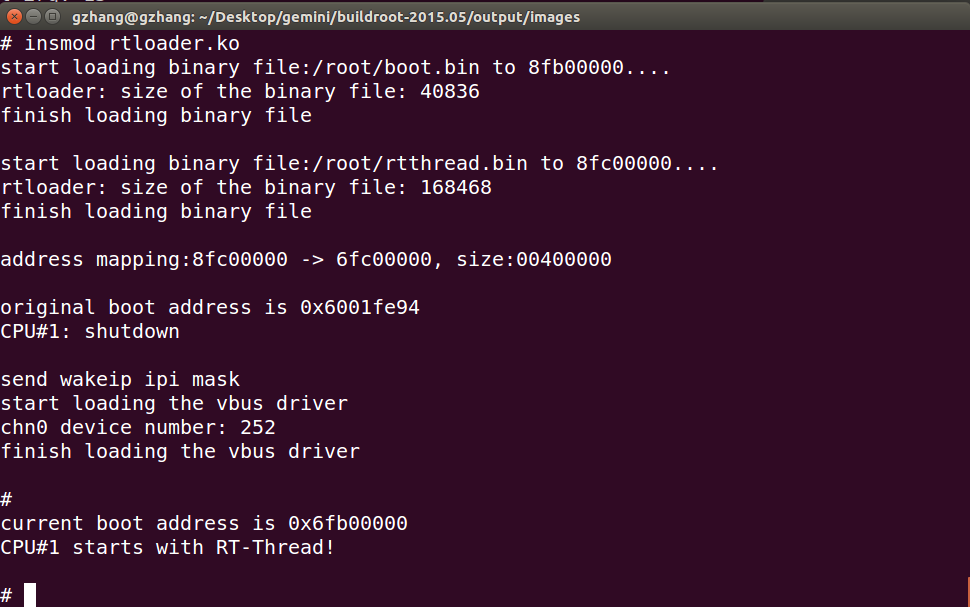 gzhang@gzhang: ~/Desktop/gemini/buildroot-2015.05/output/images
# insmod rtloader.ko
start loading binary file:/root/boot.bin to 8fb00000....
rtloader: size of the binary file: 40836
finish loading binary file
start loading binary file:/root/rtthread.bin to 8fc00000....
rtloader: size of the binary file: 168468
finish loading binary file
address mapping:8fc00000 -> 6fc00000, size:00400000
original boot address is 0x6001fe94
CPU#1: shutdown
send wakeip ipi mask
start loading the vbus driver
chn0 device number: 252
finish loading the vbus driver
#
current boot address is 0x6fb00000
CPU#1 starts with RT-Thread!
#